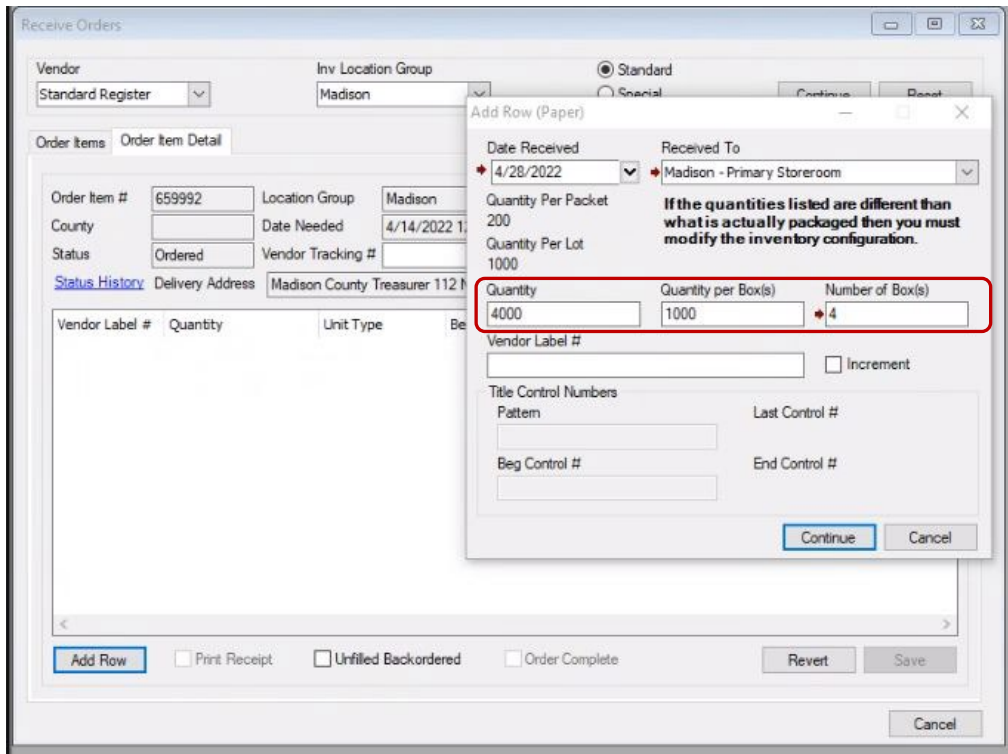 Receive Orders
Vendor
Inv Location Group
Standard
Standard Register
Madison
Special
Continue
Reset
Order Items
Order Item Detail
Order Item #
659992
Location Group
Madison
County
Date Needed
4/14/2022
Status
Ordered
Vendor Tracking #
Status History
Delivery Address
Madison County Treasurer 112
Vendor Label #
Quantity
Unit Type
Add Row (Paper)
Date Received
Received To
4/28/2022
Madison - Primary Storeroom
Quantity Per Packet
200
Quantity Per Lot
1000
If the quantities listed are different than
what is actually packaged then you must
modify the inventory configuration.
Quantity
Quantity per Box(s)
Number of Box(s)
4000
1000
4
Vendor Label #
Increment
Title Control Numbers
Pattern
Last Control #
Beg Control #
End Control #
Continue
Cancel
Add Row
Print Receipt
Unfilled Backordered
Order Complete
Revert
Save
Cancel